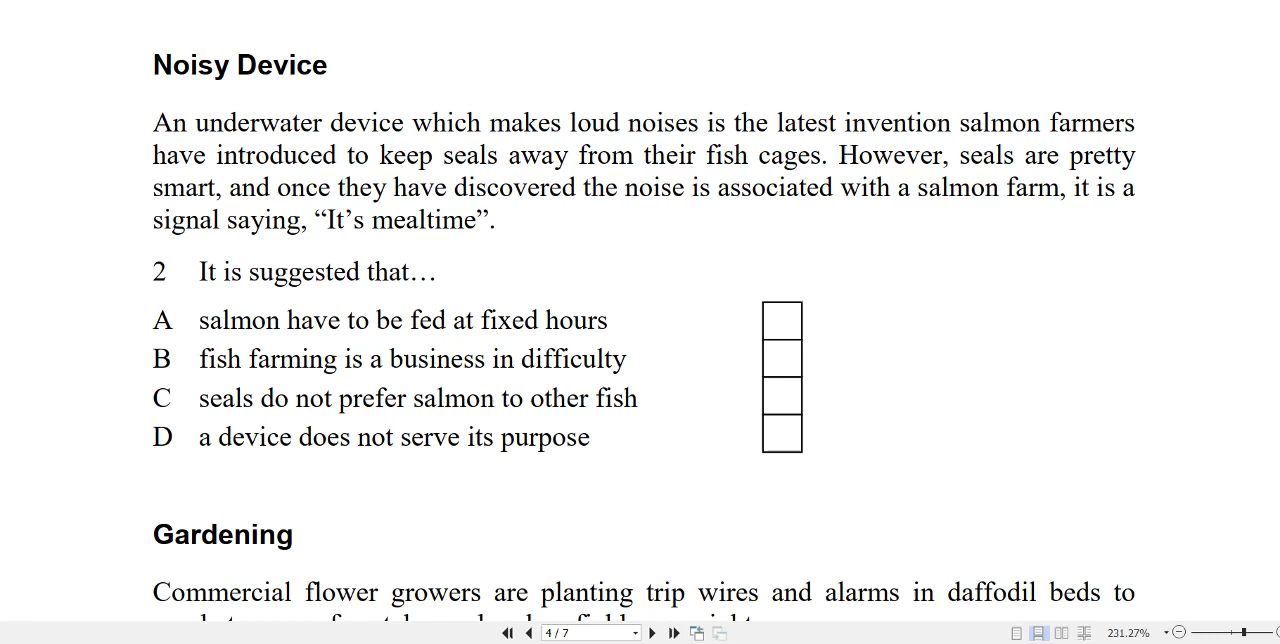 Noisy Device
An underwater device which makes loud noises is the latest invention salmon farmers
have introduced to keep seals away from their fish cages. However, seals are pretty
smart, and once they have discovered the noise is associated with a salmon farm, it is a
signal saying, “It’s mealtime”.
2 It is suggested that…
A salmon have to be fed at fixed hours
B fish farming is a business in difficulty
C seals do not prefer salmon to other fish
D a device does not serve its purpose
Gardening
Commercial flower growers are planting trip wires and alarms in daffodil beds to
4 / 7
231.27%